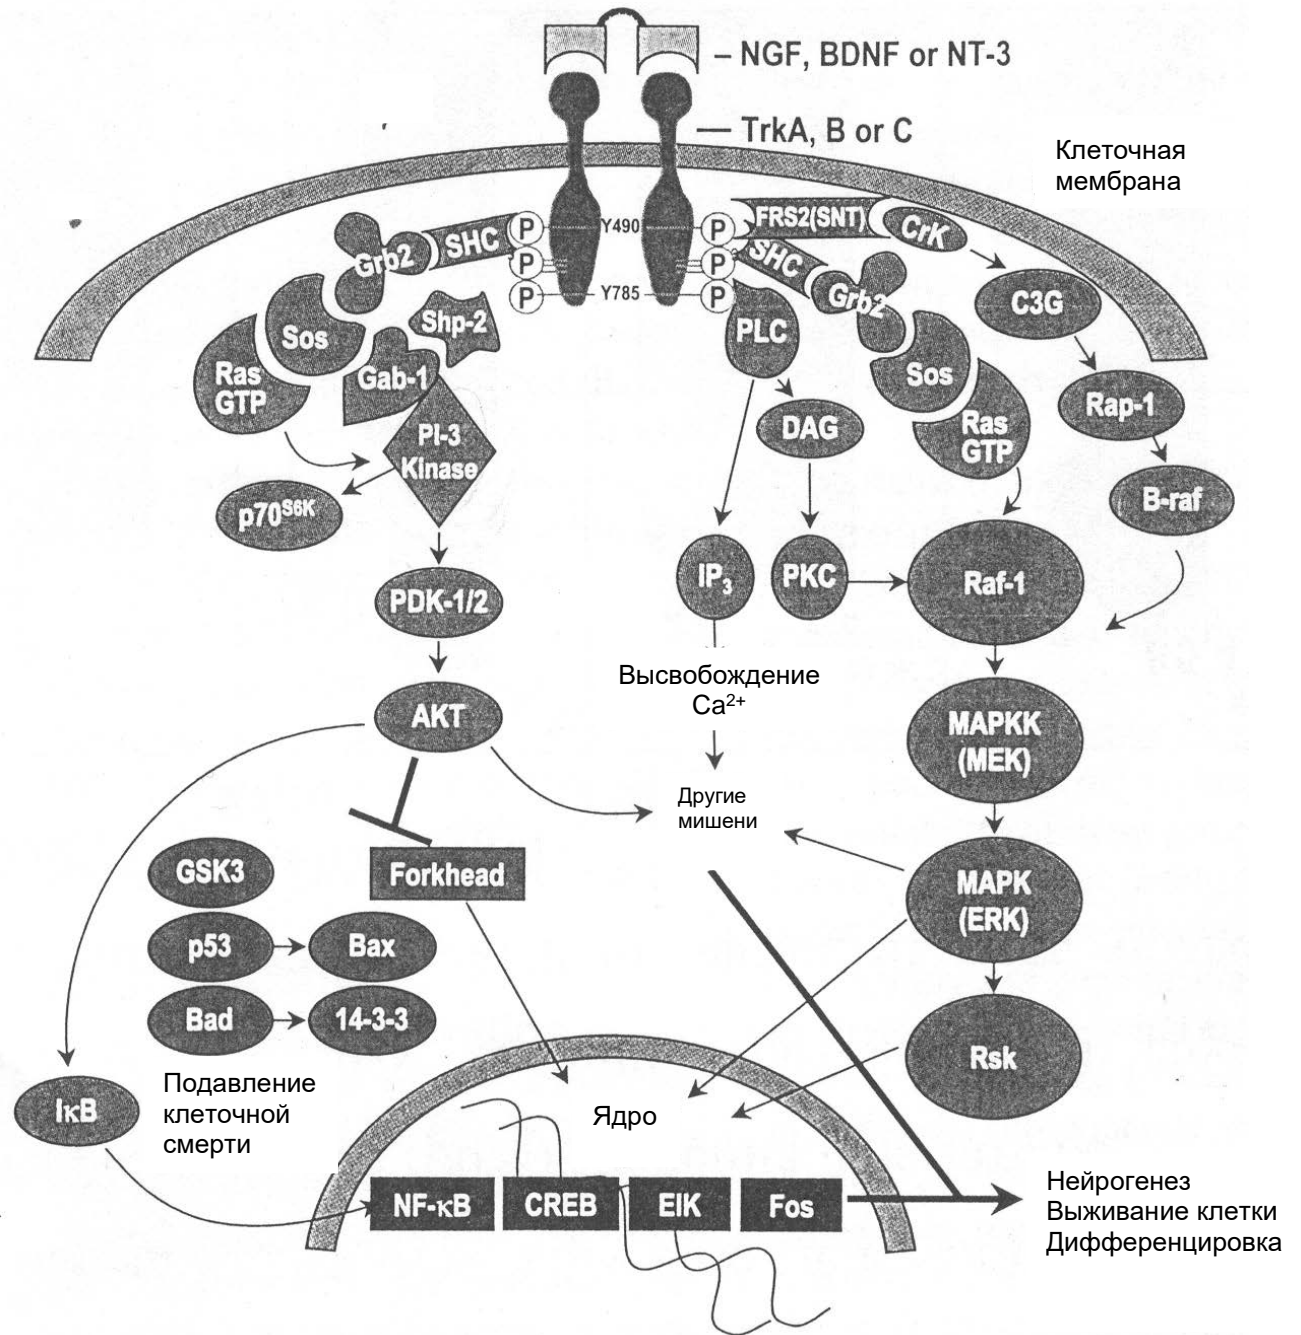 – NGF, BDNF or NT-3
— TrkA, B or C
Клеточная
мембрана
P
Y490
P
FRS2(SNT)
CrK
Grb2
SHC
P
P
SHC
Grb2
P
Y785
P
C3G
Sos
Shp-2
PLC
Ras
GTP
Gab-1
Sos
Rap-1
PI-3
Kinase
DAG
Ras
GTP
p70S6K
B-raf
PDK-1/2
IP3
PKC
Raf-1
Высвобождение
Ca2+
AKT
MAPKK
(MEK)
Другие
мишени
GSK3
Forkhead
MAPK
(ERK)
p53
Bax
Bad
14-3-3
Rsk
IκB
Подавление
клеточной
смерти
Ядро
NF-κB
CREB
ElK
Fos
Нейрогенез
Выживание клетки
Дифференцировка